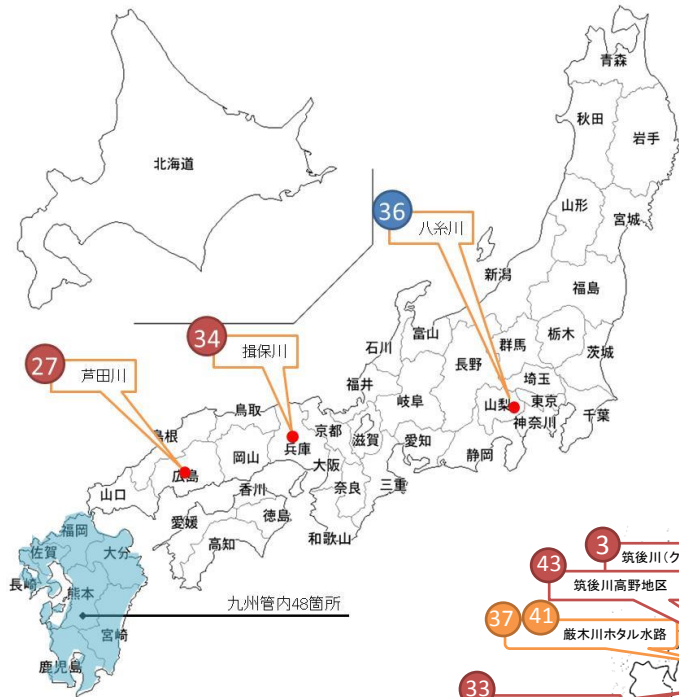 青森
秋田
岩手
北海道
山形
宮城
36
八糸川
新潟
福島
富山
石川
群馬
栃木
茨城
34
揖保川
長野
埼玉
27
芦田川
福井
岐阜
山梨
東京
千葉
神奈川
鳥取
京都
滋賀
愛知
静岡
島根
兵庫
岡山
大阪
広島
香川
奈良
三重
山口
徳島
和歌山
愛媛
高知
福岡
佐賀
大分
長崎
熊本
九州管内48箇所
宮崎
鹿児島
3
筑後川(ク
43
筑後川高野地区
37
41
厳木川ホタル水路
33